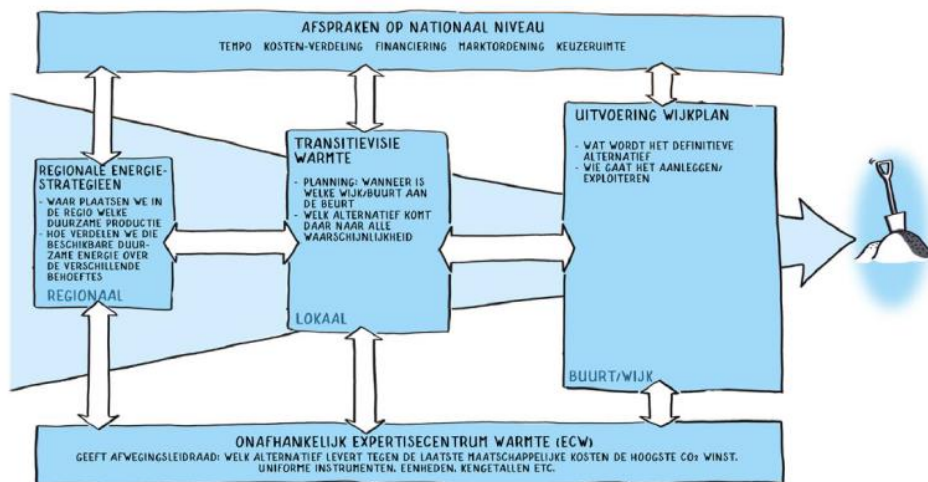 AFSPRAKEN OP NATIONAAL NIVEAU
TEMPO KOSTEN-VERDELING FINANCIERING MARKTORDENING KEUZERUIMTE
REGIONALE ENERGIE-
STRATEGIEEN
- WAAR PLAATSEN WE IN
DE REGIO WELKE
DUURZAME PRODUCTIE
- HOE VERDELEN WE DIE
BESCHIKBARE DUUR-
ZAME ENERGIE OVER
DE VERSCHILLENDE
BEHOEFTES
REGIONAAL
TRANSITIEVISIE
WARMTE
- PLANNING: WANNEER IS
WELKE WIJK/BUURT AAN
DE BEURT
- WELK ALTERNATIEF KOMT
DAAR NAAR ALLE
WAARSCHIJNLIJKHEID
LOKAAL
UITVOERING WIJKPLAN
- WAT WORDT HET DEFINITIEVE
ALTERNATIEF
- WIE GAAT HET AANLEGGEN/
EXPLOITEREN
BUURT/WIJK
ONAFHANKELIJK EXPERTISECENTRUM WARMTE (ECW)
GEEFT AFWEGINGSLEIDRAAD: WELK ALTERNATIEF LEVERT TEGEN DE LAATSTE MAATSCHAPPELIJKE KOSTEN DE HOOGSTE CO2 WINST.
UNIFORME INSTRUMENTEN, EENHEDEN, KENGETALLEN ETC.